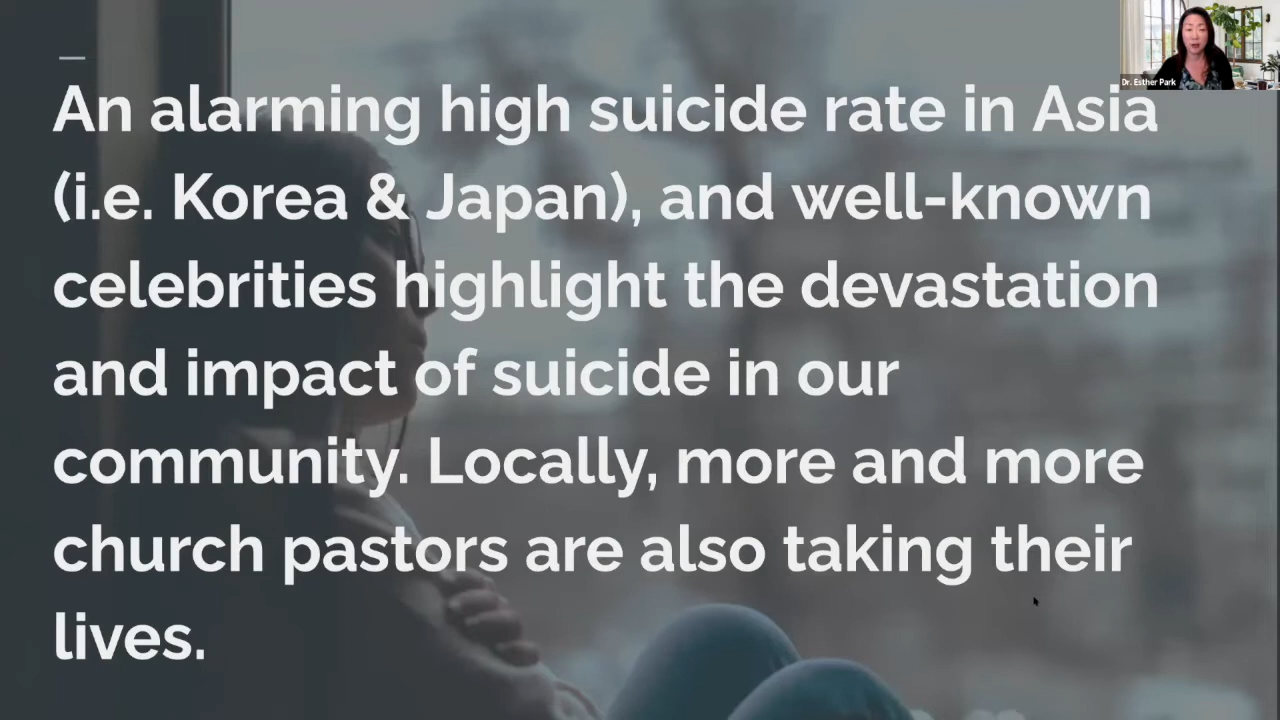 Dr. Esther Park
An alarming high suicide rate in Asia
(i.e. Korea & Japan), and well-known
celebrities highlight the devastation
and impact of suicide in our
community. Locally, more and more
church pastors are also taking their
lives.